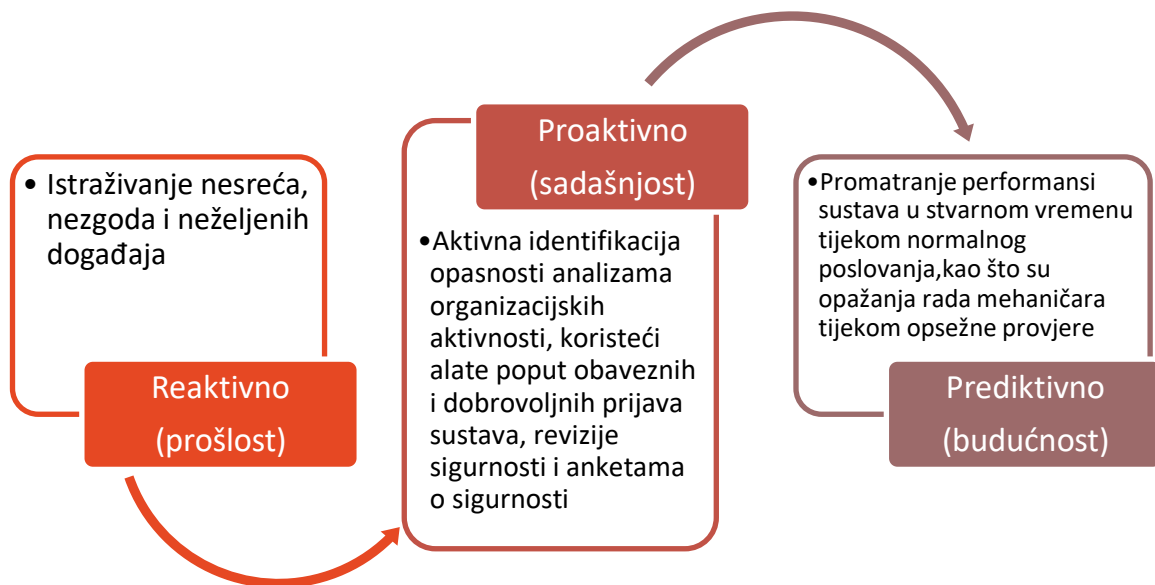 • Istraživanje nesreća,
nezgoda i neželjenih
događaja
Reaktivno
(prošlost)
Proaktivno
(sadašnjost)
•Aktivna identifikacija
opasnosti analizama
organizacijskih
aktivnosti, koristeći
alate poput obaveznih
i dobrovoljnih prijava
sustava, revizije
sigurnosti i anketama
o sigurnosti
•Promatranje performansi
sustava u stvarnom vremenu
tijekom normalnog
poslovanja,kao što su
opažanja rada mehaničara
tijekom opsežne provjere
Prediktivno
(budućnost)